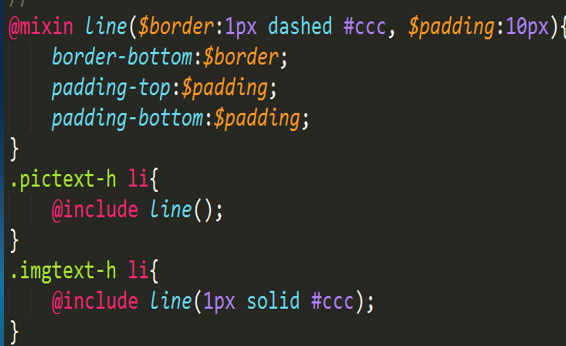 //
@mixin line($border:1px dashed #ccc, $padding:10px){
border-bottom:$border;
padding-top:$padding;
padding-bottom:$padding;
}
.pictext-h li{
@include line();
}
.imgtext-h li{
@include line(1px solid #ccc);
}